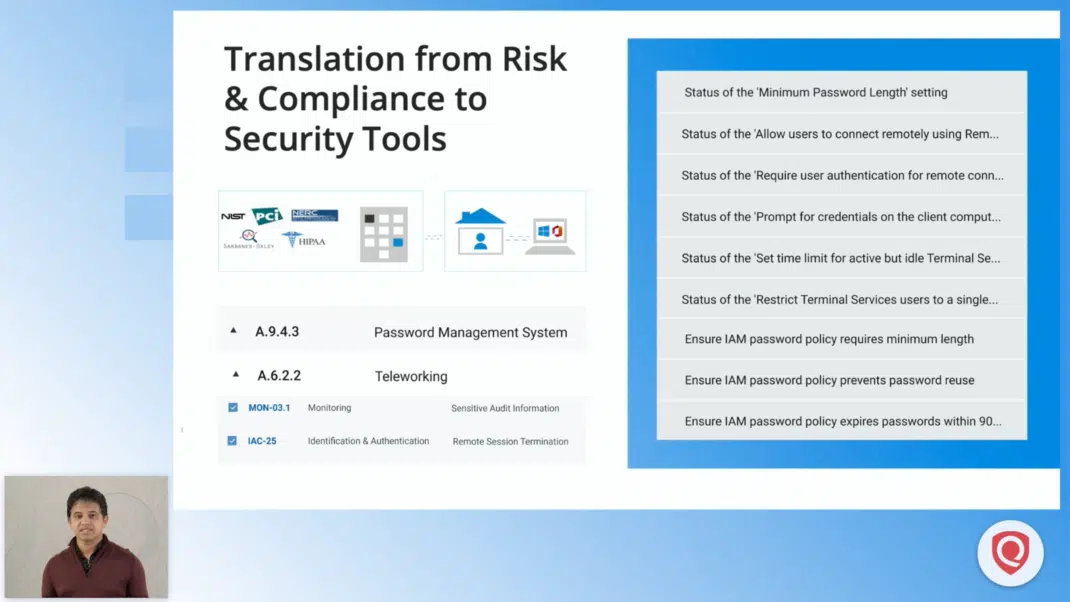 Translation from Risk
& Compliance to
Security Tools
NIST PCi NERC
SARBANES-OXLEY HIPAA
A.9.4.3 Password Management System
A.6.2.2 Teleworking
MON-03.1 Monitoring Sensitive Audit Information
IAC-25 Identification & Authentication Remote Session Termination
Status of the 'Minimum Password Length' setting
Status of the 'Allow users to connect remotely using Rem...
Status of the 'Require user authentication for remote conn...
Status of the 'Prompt for credentials on the client comput...
Status of the 'Set time limit for active but idle Terminal Se...
Status of the 'Restrict Terminal Services users to a single...
Ensure IAM password policy requires minimum length
Ensure IAM password policy prevents password reuse
Ensure IAM password policy expires passwords within 90...